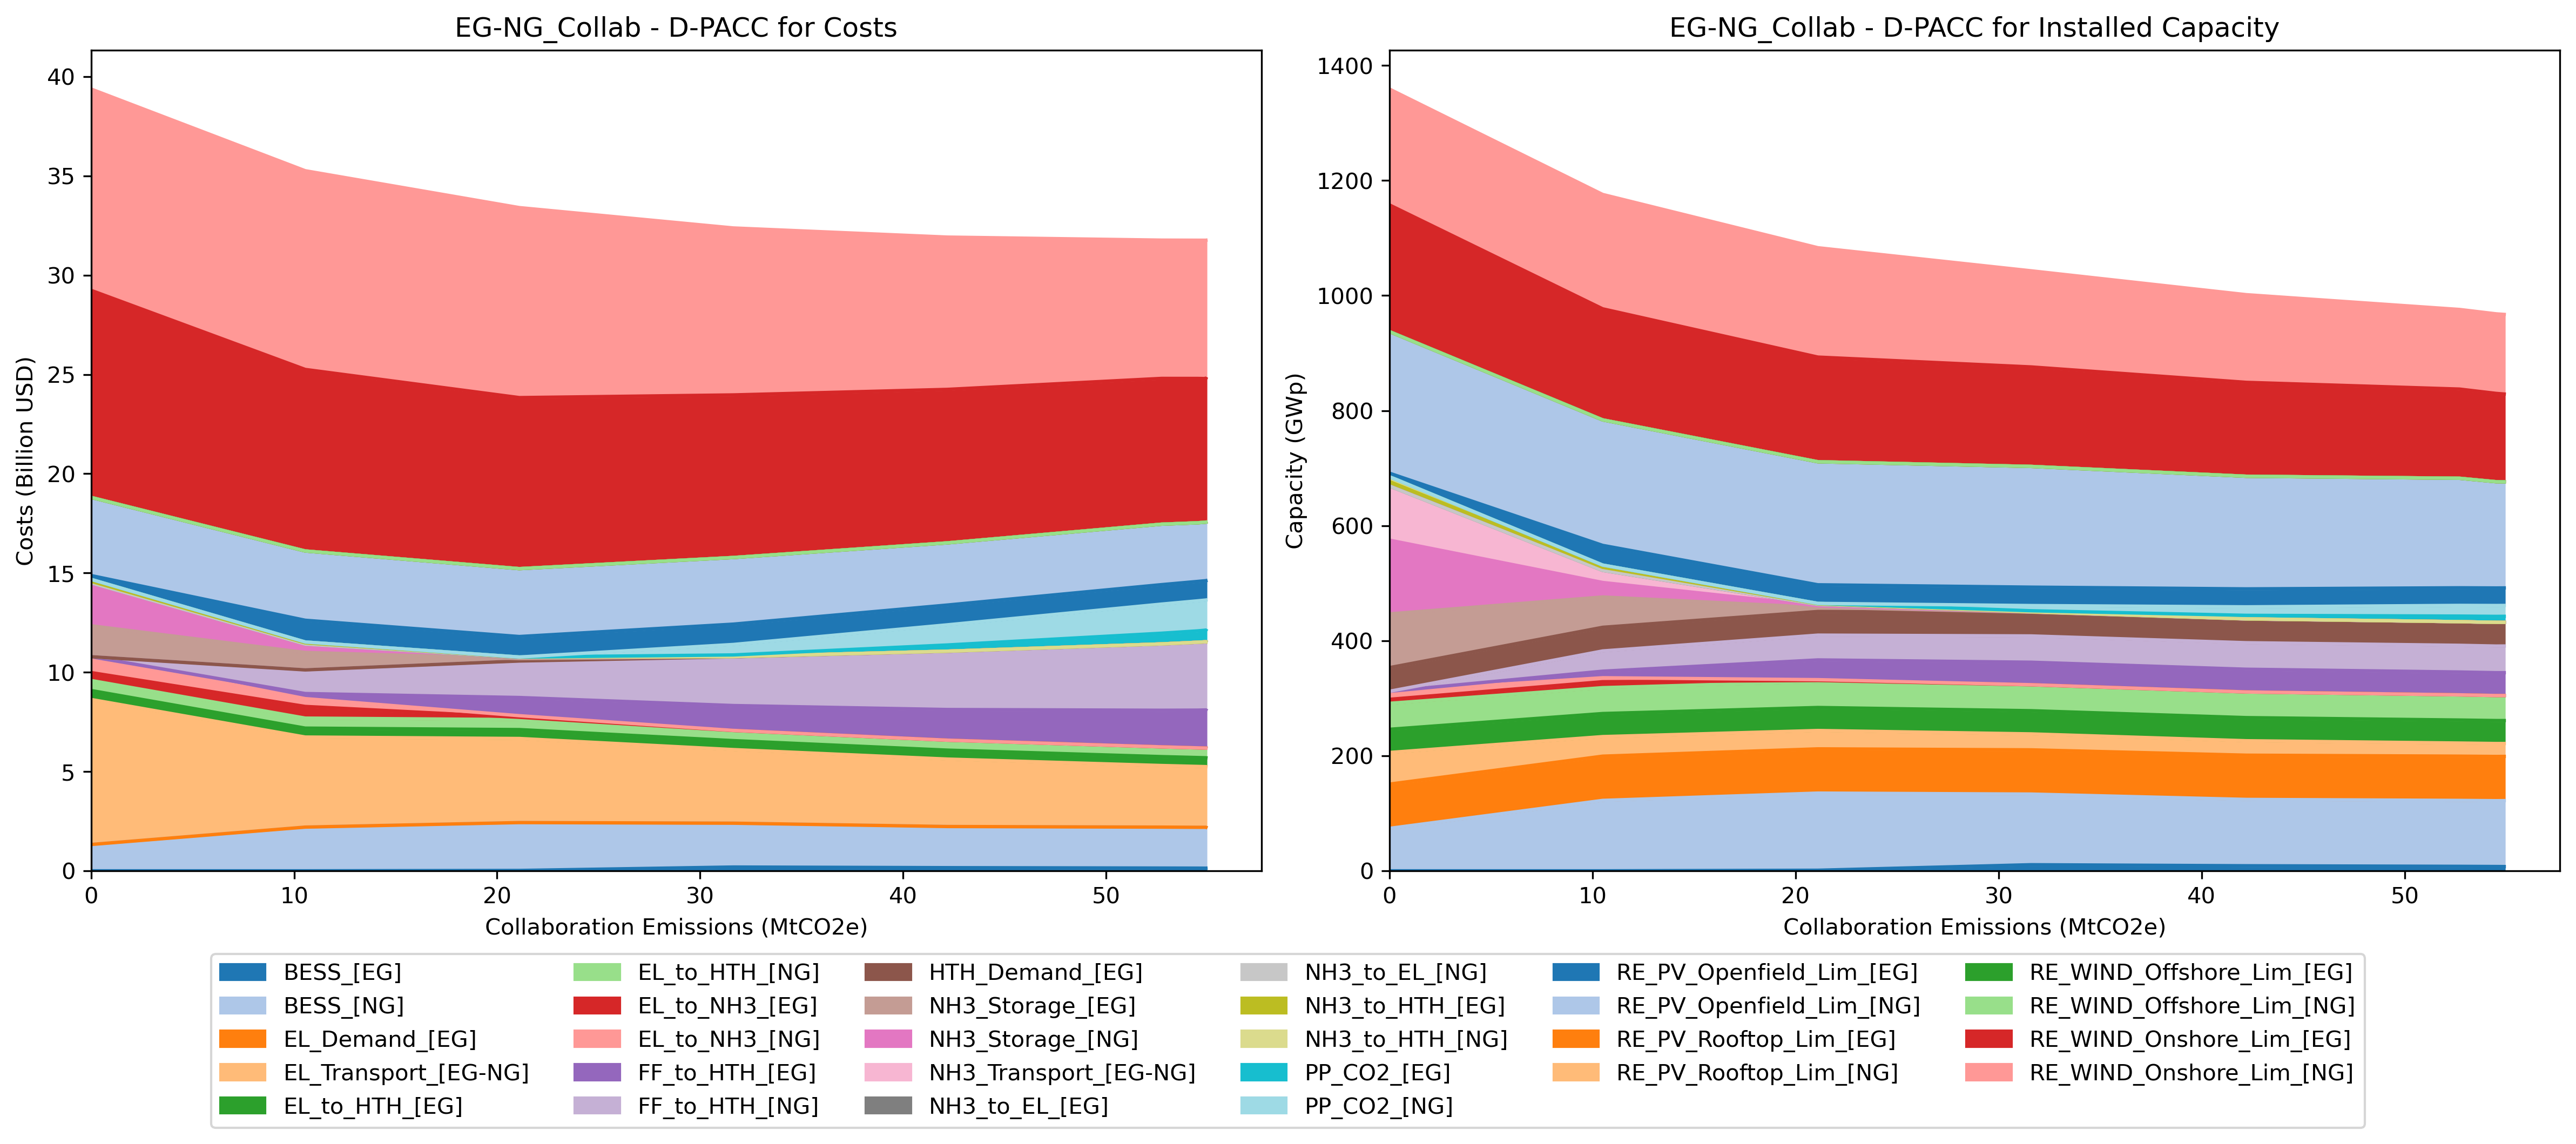 EG-NG_Collab - D-PACC for Costs
40
35
30
25
20
15
10
5
0
Costs (Billion USD)
0 10 20 30 40 50
Collaboration Emissions (MtCO2e)
EG-NG_Collab - D-PACC for Installed Capacity
1400
1200
1000
800
600
400
200
0
Capacity (GWp)
0 10 20 30 40 50
Collaboration Emissions (MtCO2e)
BESS_[EG]
BESS_[NG]
EL_Demand_[EG]
EL_Transport_[EG-NG]
EL_to_HTH_[EG]
EL_to_HTH_[NG]
EL_to_NH3_[EG]
EL_to_NH3_[NG]
FF_to_HTH_[EG]
FF_to_HTH_[NG]
HTH_Demand_[EG]
NH3_Storage_[EG]
NH3_Storage_[NG]
NH3_Transport_[EG-NG]
NH3_to_EL_[EG]
NH3_to_EL_[NG]
NH3_to_HTH_[EG]
NH3_to_HTH_[NG]
PP_CO2_[EG]
PP_CO2_[NG]
RE_PV_Openfield_Lim_[EG]
RE_PV_Openfield_Lim_[NG]
RE_PV_Rooftop_Lim_[EG]
RE_PV_Rooftop_Lim_[NG]
RE_WIND_Offshore_Lim_[EG]
RE_WIND_Offshore_Lim_[NG]
RE_WIND_Onshore_Lim_[EG]
RE_WIND_Onshore_Lim_[NG]